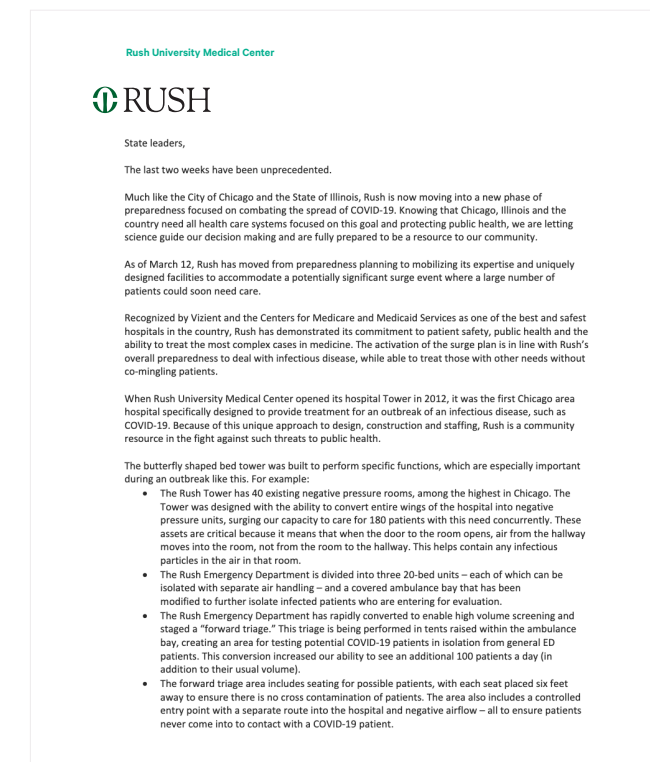 Rush University Medical Center
RUSH
State leaders,
The last two weeks have been unprecedented.
Much like the City of Chicago and the State of Illinois, Rush is now moving into a new phase of
preparedness focused on combating the spread of COVID-19. Knowing that Chicago, Illinois and the
country need all health care systems focused on this goal and protecting public health, we are letting
science guide our decision making and are fully prepared to be a resource to our community.
As of March 12, Rush has moved from preparedness planning to mobilizing its expertise and uniquely
designed facilities to accommodate a potentially significant surge event where a large number of
patients could soon need care.
Recognized by Vizient and the Centers for Medicare and Medicaid Services as one of the best and safest
hospitals in the country, Rush has demonstrated its commitment to patient safety, public health and the
ability to treat the most complex cases in medicine. The activation of the surge plan is in line with Rush's
overall preparedness to deal with infectious disease, while able to treat those with other needs without
co-mingling patients.
When Rush University Medical Center opened its hospital Tower in 2012, it was the first Chicago area
hospital specifically designed to provide treatment for an outbreak of an infectious disease, such as
COVID-19. Because of this unique approach to design, construction and staffing, Rush is a community
resource in the fight against such threats to public health.
The butterfly shaped bed tower was built to perform specific functions, which are especially important
during an outbreak like this. For example:
• The Rush Tower has 40 existing negative pressure rooms, among the highest in Chicago. The
Tower was designed with the ability to convert entire wings of the hospital into negative
pressure units, surging our capacity to care for 180 patients with this need concurrently. These
assets are critical because it means that when the door to the room opens, air from the hallway
moves into the room, not from the room to the hallway. This helps contain any infectious
particles in the air in that room.
• The Rush Emergency Department is divided into three 20-bed units – each of which can be
isolated with separate air handling – and a covered ambulance bay that has been
modified to further isolate infected patients who are entering for evaluation.
• The Rush Emergency Department has rapidly converted to enable high volume screening and
staged a "forward triage." This triage is being performed in tents raised within the ambulance
bay, creating an area for testing potential COVID-19 patients in isolation from general ED
patients. This conversion increased our ability to see an additional 100 patients a day (in
addition to their usual volume).
• The forward triage area includes seating for possible patients, with each seat placed six feet
away to ensure there is no cross contamination of patients. The area also includes a controlled
entry point with a separate route into the hospital and negative airflow – all to ensure patients
never come into to contact with a COVID-19 patient.